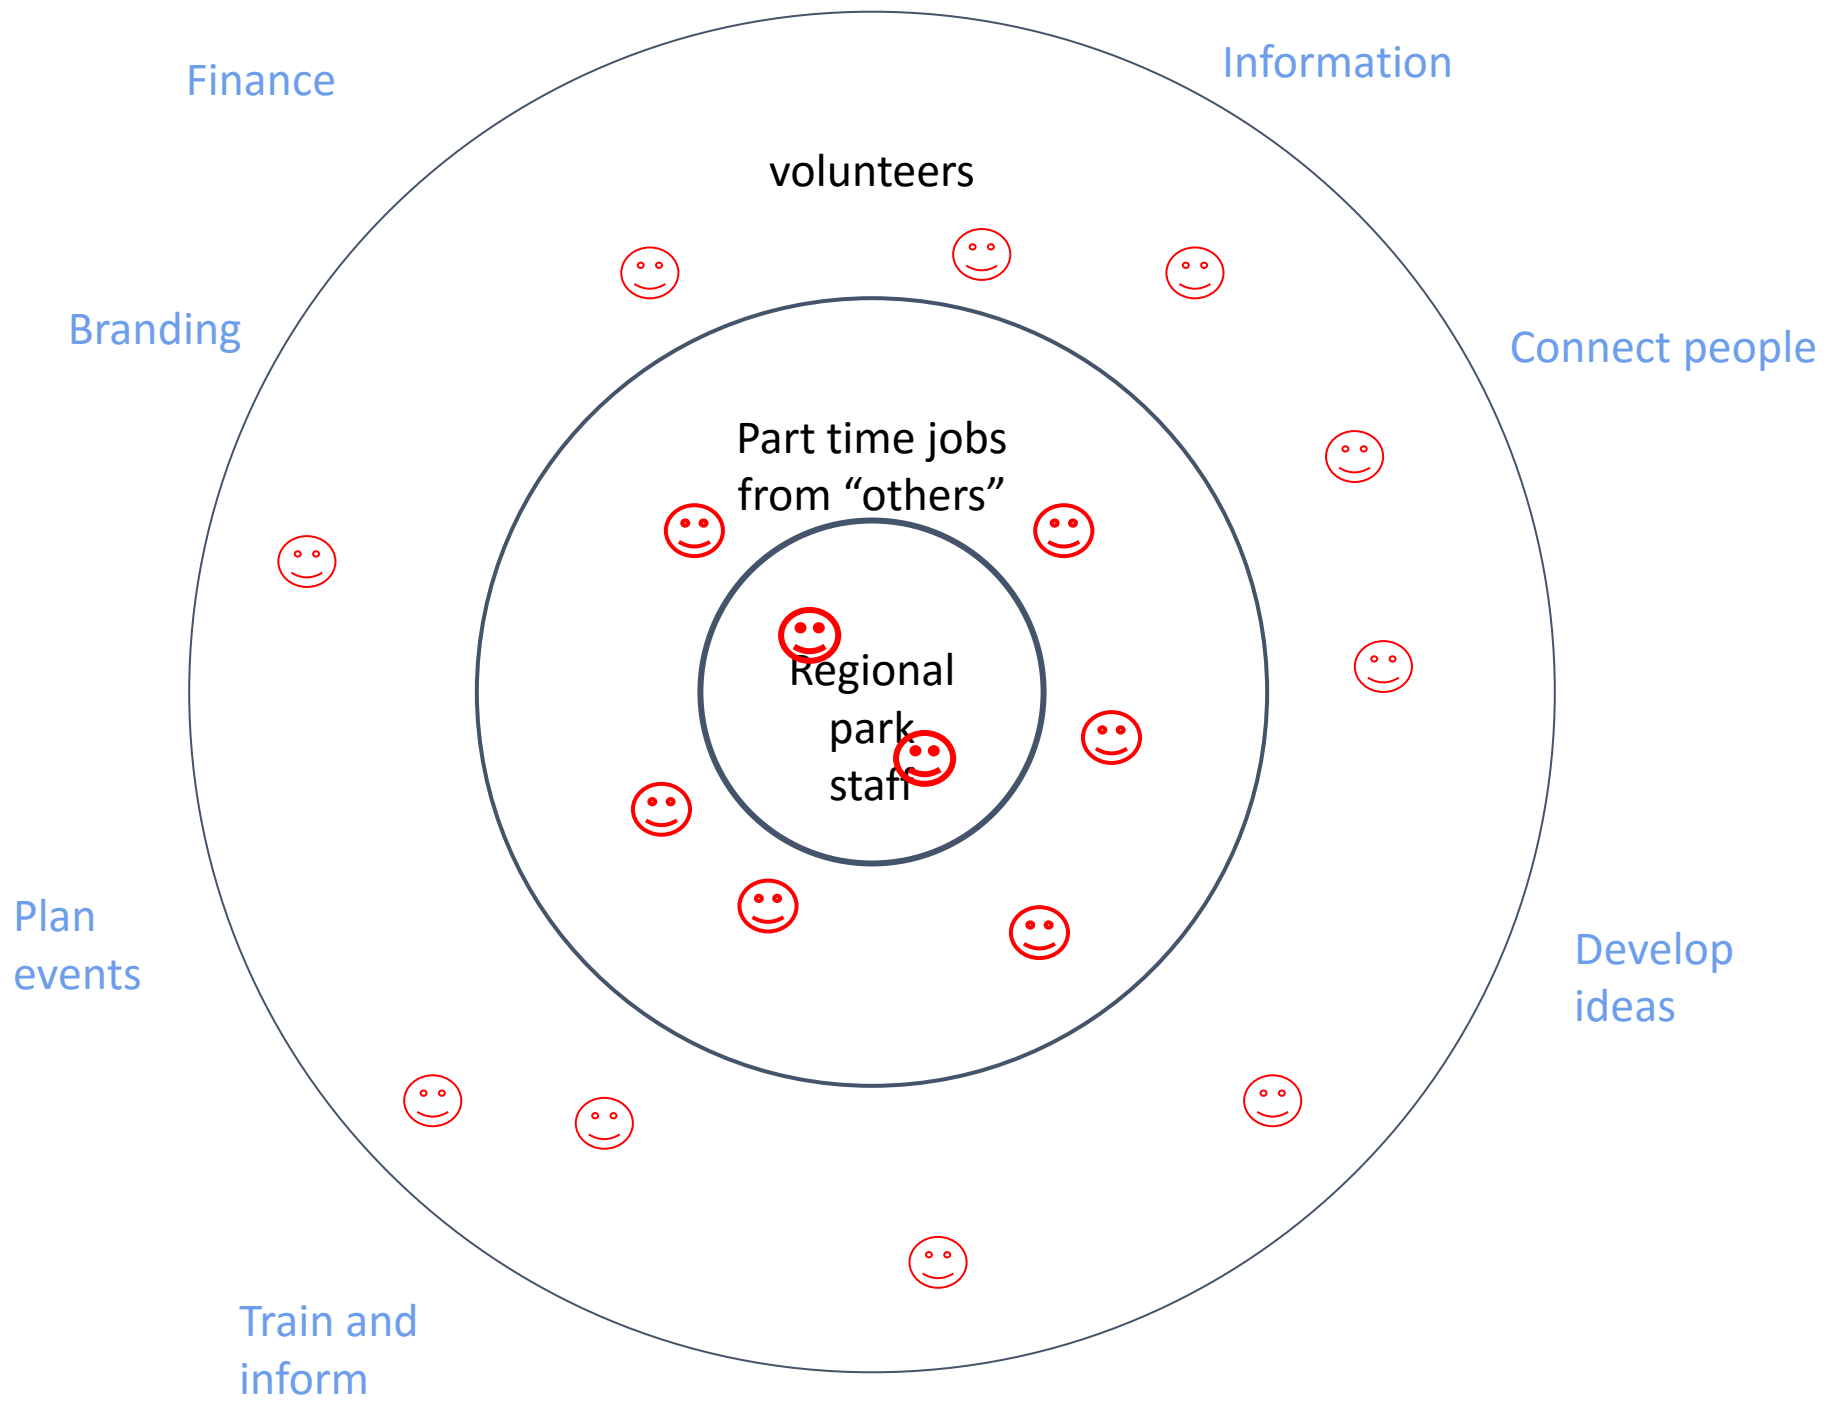 Finance
Information
volunteers
Branding
Connect people
Part time jobs
from “others”
Regional
park
staff
Plan
events
Develop
ideas
Train and
inform